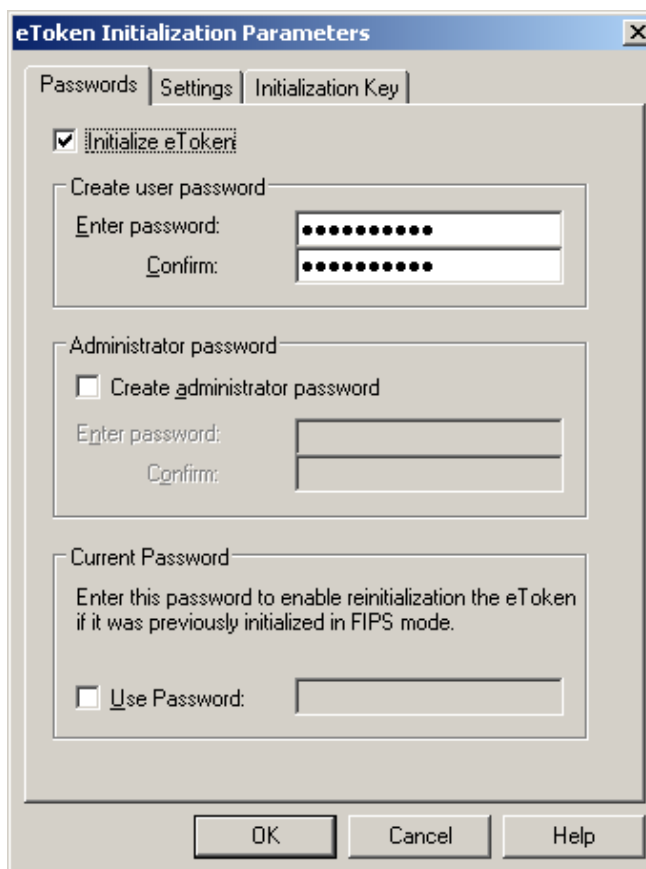 eToken Initialization Parameters
Passwords Settings Initialization Key
Initialize eToken
Create user password
Enter password: ●●●●●●●●●●
Confirm: ●●●●●●●●●●
Administrator password
Create administrator password
Enter password:
Confirm:
Current Password
Enter this password to enable reinitialization the eToken
if it was previously initialized in FIPS mode.
Use Password:
OK Cancel Help